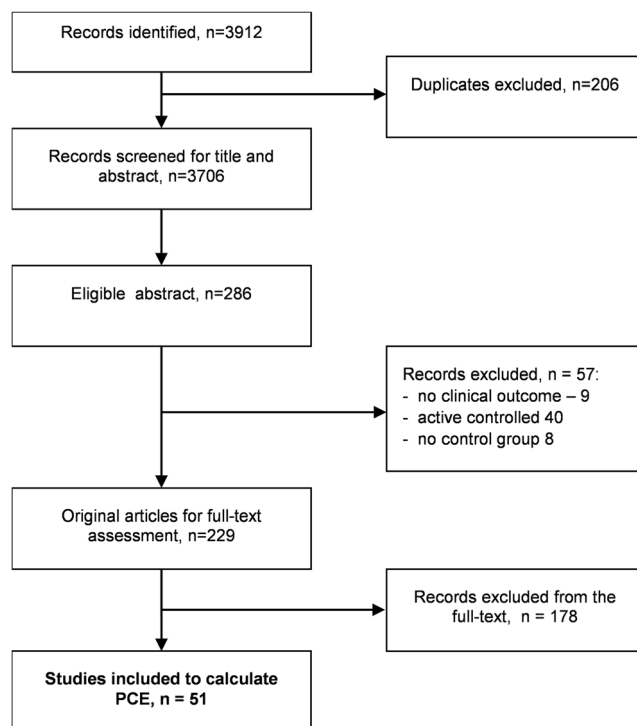 Records identified, n=3912
Duplicates excluded, n=206
Records screened for title and
abstract, n=3706
Eligible abstract, n=286
Records excluded, n = 57:
- no clinical outcome – 9
- active controlled 40
- no control group 8
Original articles for full-text
assessment, n=229
Records excluded from the
full-text, n = 178
Studies included to calculate
PCE, n = 51